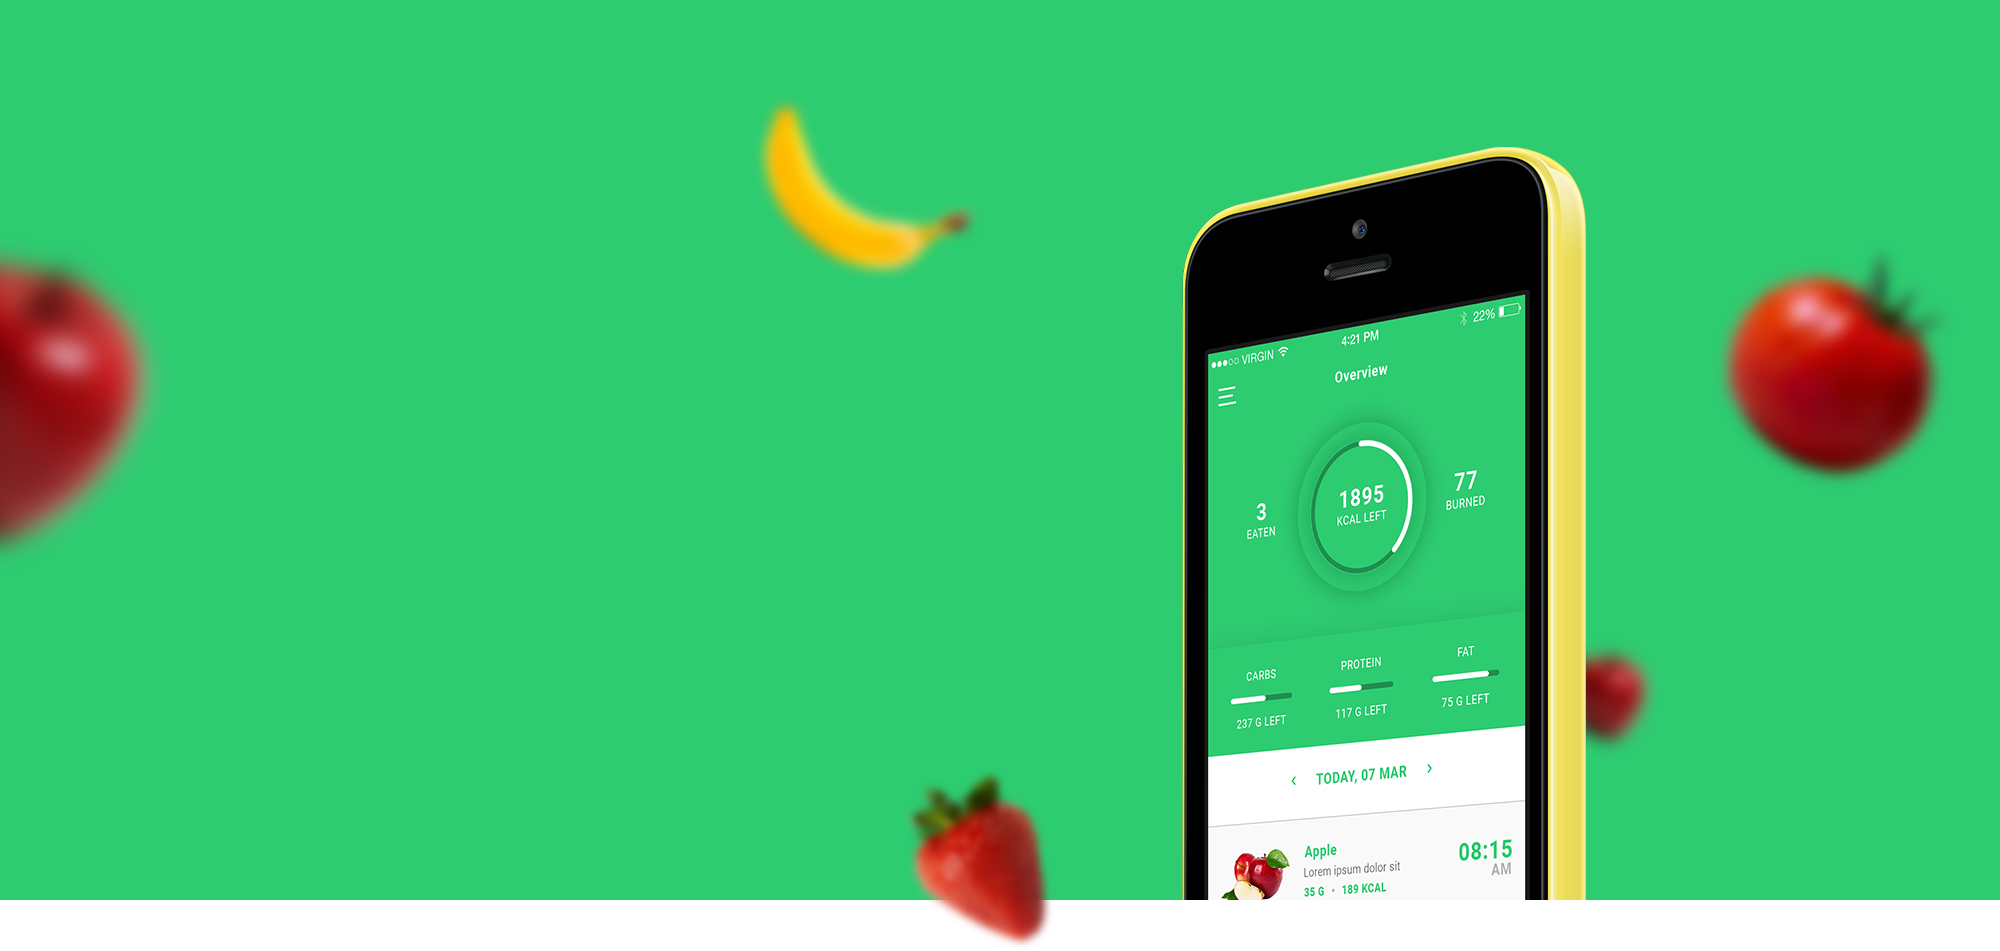 VIRGIN
4:21 PM
22%
Overview
3
EATEN
1895
KCAL LEFT
77
BURNED
CARBS
237 G LEFT
PROTEIN
117 G LEFT
FAT
75 G LEFT
‹ TODAY, 07 MAR ›
Apple
Lorem ipsum dolor sit
35 G • 189 KCAL
08:15
AM